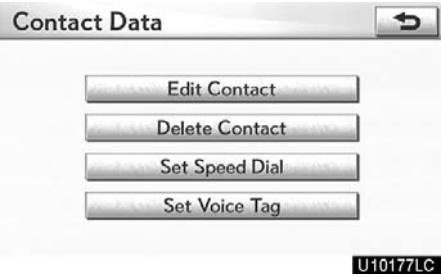 Contact Data
Edit Contact
Delete Contact
Set Speed Dial
Set Voice Tag
U10177LC